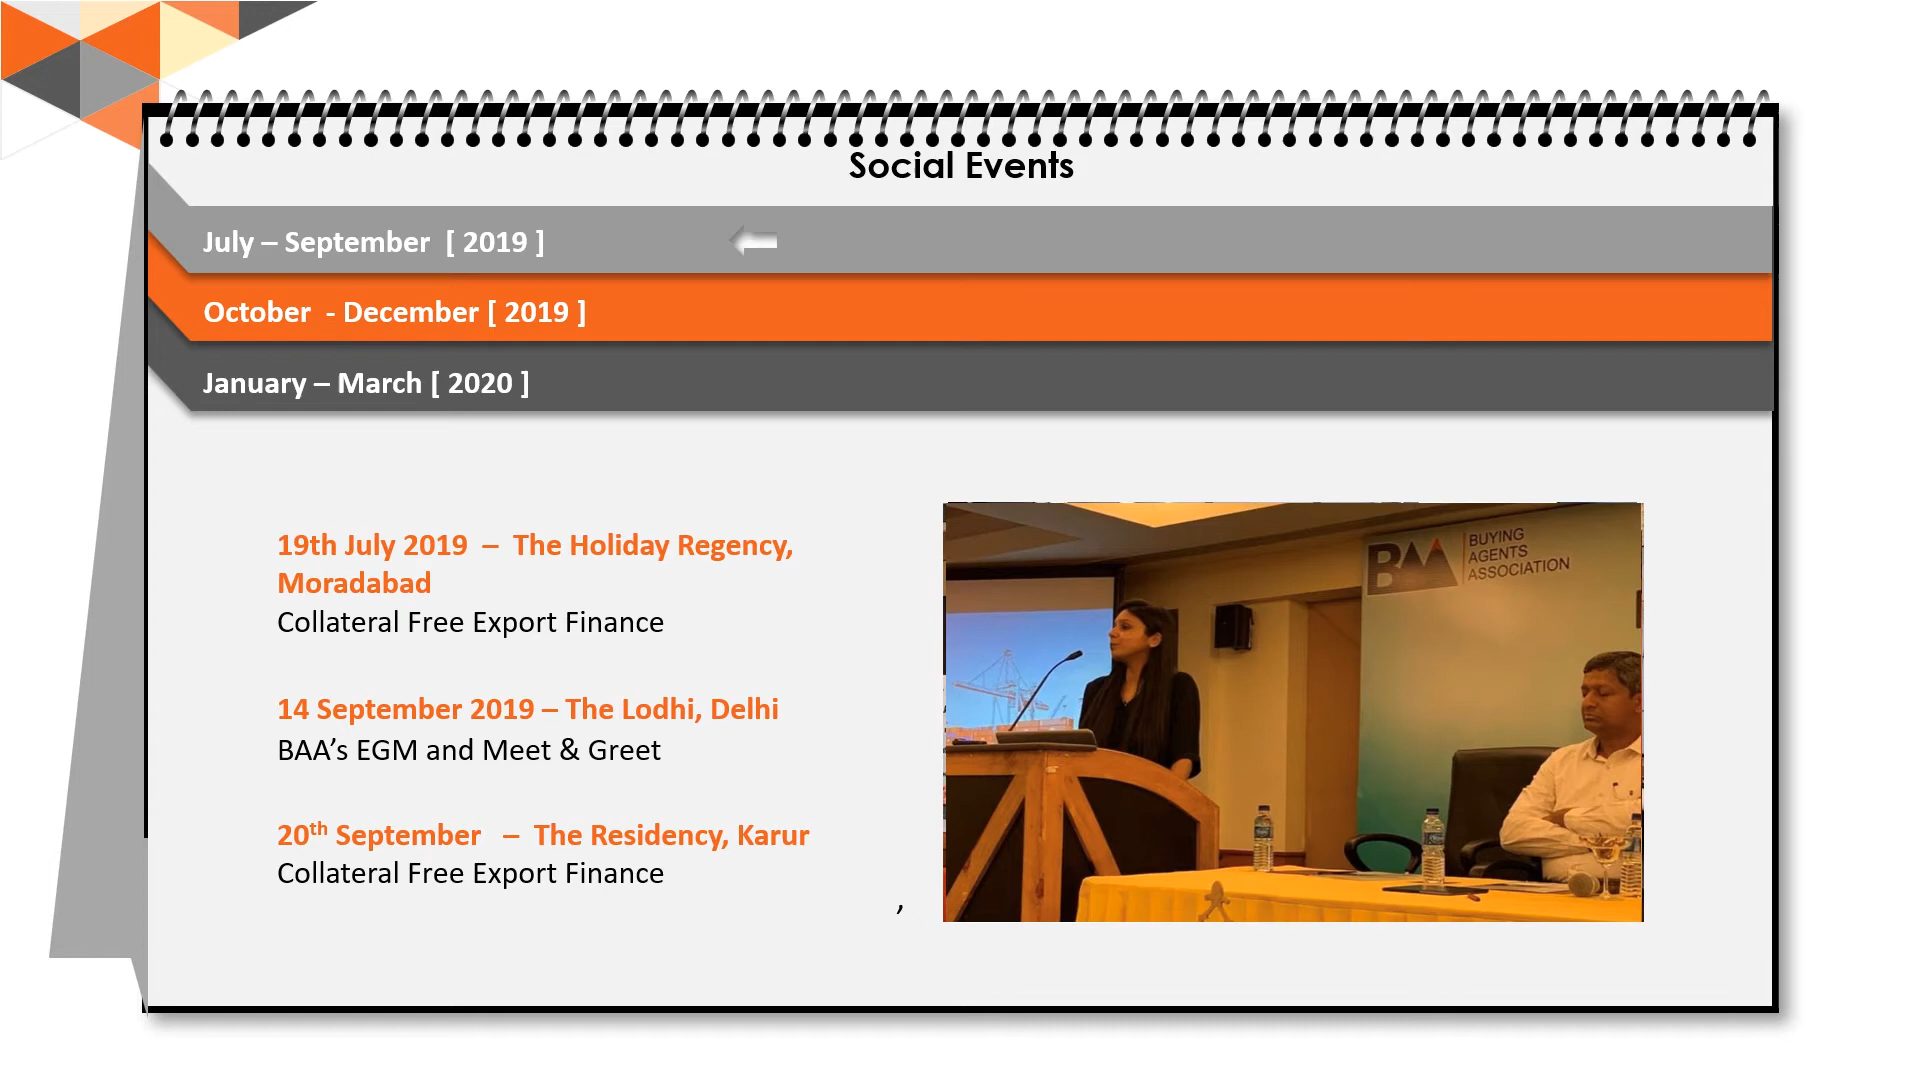 Social Events
July – September [ 2019 ]
October - December [ 2019 ]
January – March [ 2020 ]
19th July 2019 – The Holiday Regency,
Moradabad
Collateral Free Export Finance
14 September 2019 – The Lodhi, Delhi
BAA’s EGM and Meet & Greet
20th September – The Residency, Karur
Collateral Free Export Finance
,
BAA
BUYING
AGENTS
ASSOCIATION